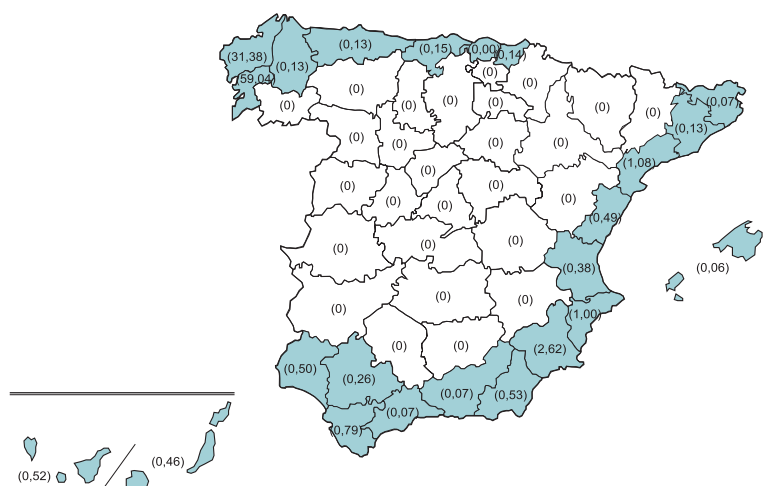 (31,38) (0,13) (0,13) (0,15) (0,00) (0,14)
(59,04) (0) (0) (0) (0) (0) (0) (0) (0) (0) (0,07)
(0) (0) (0) (0) (0,13)
(0) (0) (0) (1,08)
(0) (0) (0) (0,49)
(0) (0) (0) (0,38) (0,06)
(0) (0) (0) (1,00)
(0) (0) (2,62)
(0,50) (0,26) (0,07) (0,53)
(0,79) (0,07)
(0,52) (0,46)